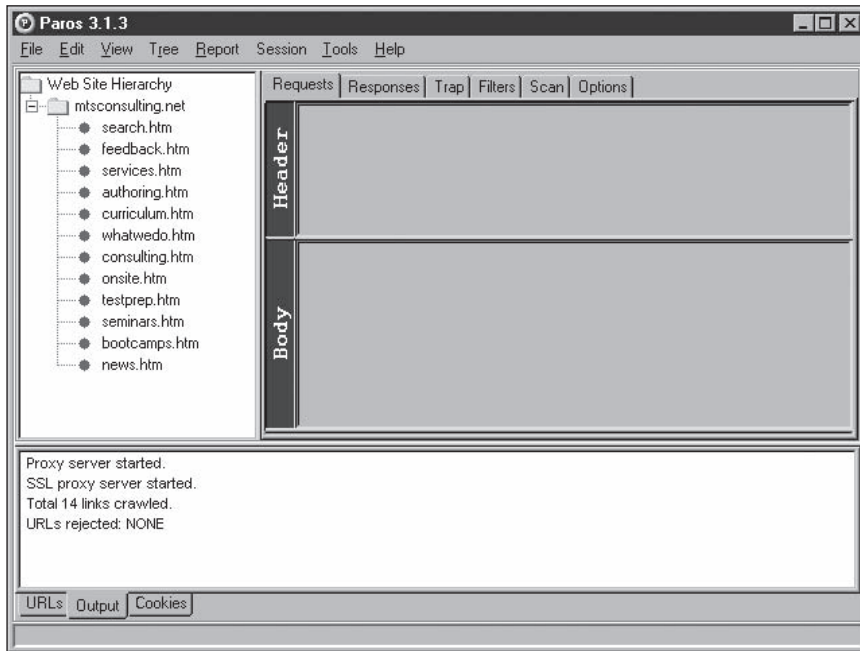 Paros 3.1.3
File Edit View Tree Report Session Tools Help
Web Site Hierarchy
mtsconsulting.net
search.htm
feedback.htm
services.htm
authoring.htm
curriculum.htm
whatwedo.htm
consulting.htm
onsite.htm
testprep.htm
seminars.htm
bootcamps.htm
news.htm
Requests Responses Trap Filters Scan Options
Header
Body
Proxy server started.
SSL proxy server started.
Total 14 links crawled.
URLs rejected: NONE
URLs Output Cookies